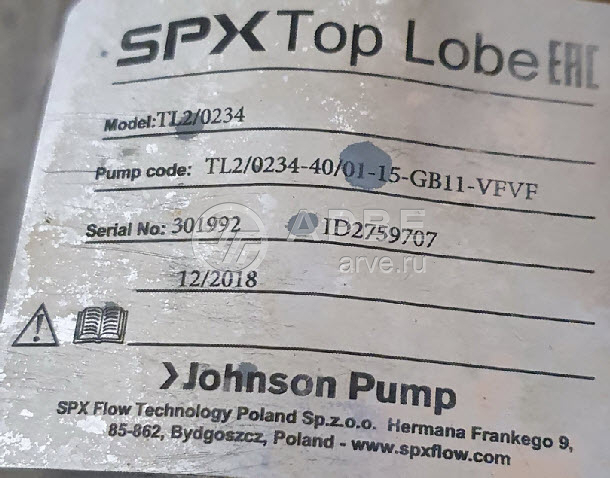 SPX Top Lobe EAC
Model: TL2/0234
Pump code: TL2/0234-40/01-15-GB11-VFVF
Serial No: 301992 ID2759707
АРВЕ
arve.ru
12/2018
Johnson Pump
SPX Flow Technology Poland Sp.z.o.o. Hermana Frankego 9,
85-862, Bydgoszcz, Poland - www.spxflow.com